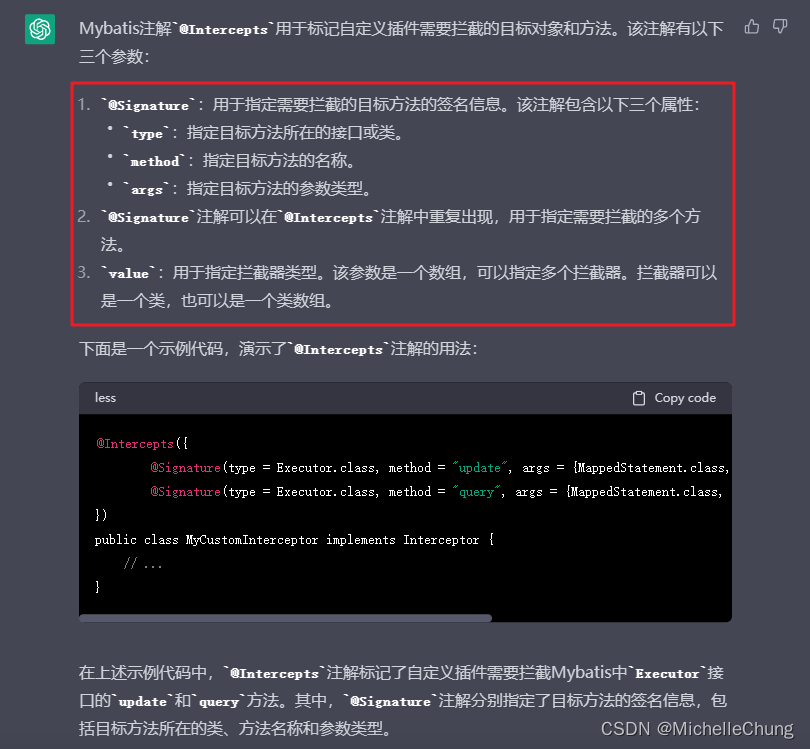 Mybatis注解`@Intercepts`用于标记自定义插件需要拦截的目标对象和方法。该注解有以下
三个参数：
1. `@Signature`：用于指定需要拦截的目标方法的签名信息。该注解包含以下三个属性：
• `type`：指定目标方法所在的接口或类。
• `method`：指定目标方法的名称。
• `args`：指定目标方法的参数类型。
2. `@Signature`注解可以在`@Intercepts`注解中重复出现，用于指定需要拦截的多个方
法。
3. `value`：用于指定拦截器类型。该参数是一个数组，可以指定多个拦截器。拦截器可以
是一个类，也可以是一个类数组。
下面是一个示例代码，演示了`@Intercepts`注解的用法：
less
Copy code
@Intercepts({
@Signature(type = Executor.class, method = "update", args = {MappedStatement.class,
@Signature(type = Executor.class, method = "query", args = {MappedStatement.class,
})
public class MyCustomInterceptor implements Interceptor {
// ...
}
在上述示例代码中，`@Intercepts`注解标记了自定义插件需要拦截Mybatis中`Executor`接
口的`update`和`query`方法。其中，`@Signature`注解分别指定了目标方法的签名信息，包
括目标方法所在的类、方法名称和参数类型。
CSDN @MichelleChung